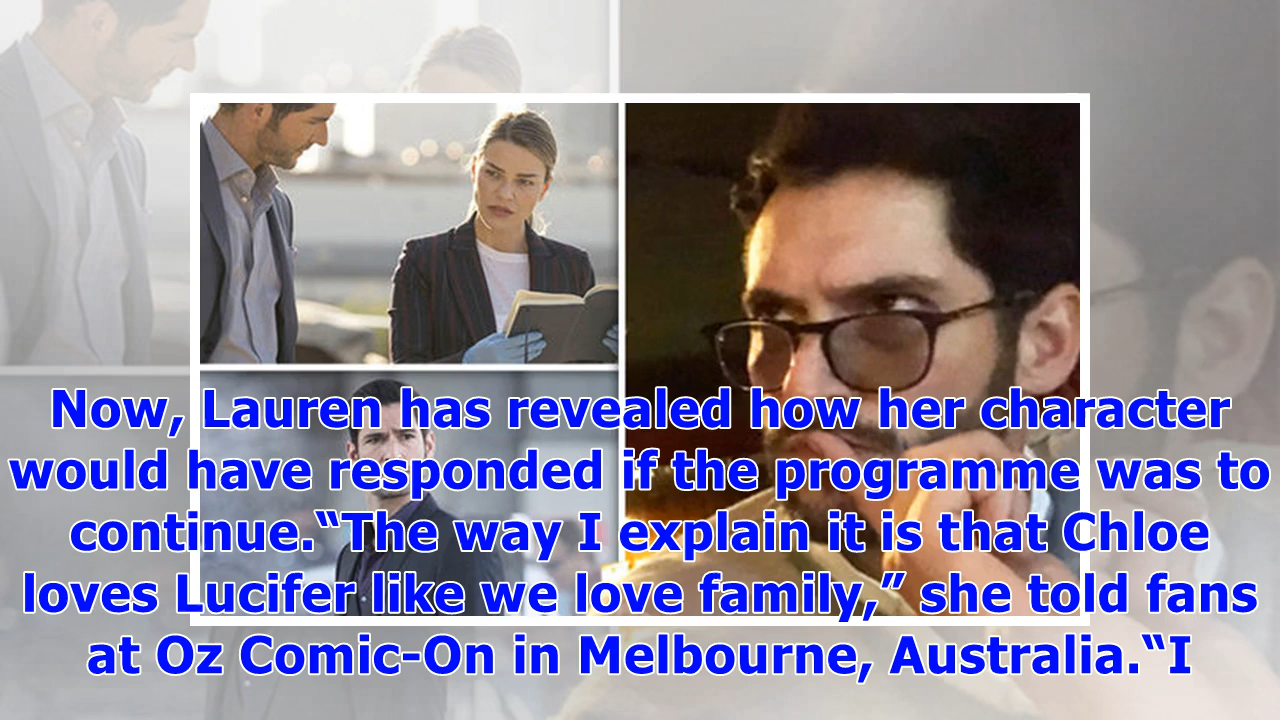 Now, Lauren has revealed how her character
would have responded if the programme was to
continue.“The way I explain it is that Chloe
loves Lucifer like we love family,” she told fans
at Oz Comic-On in Melbourne, Australia.“I